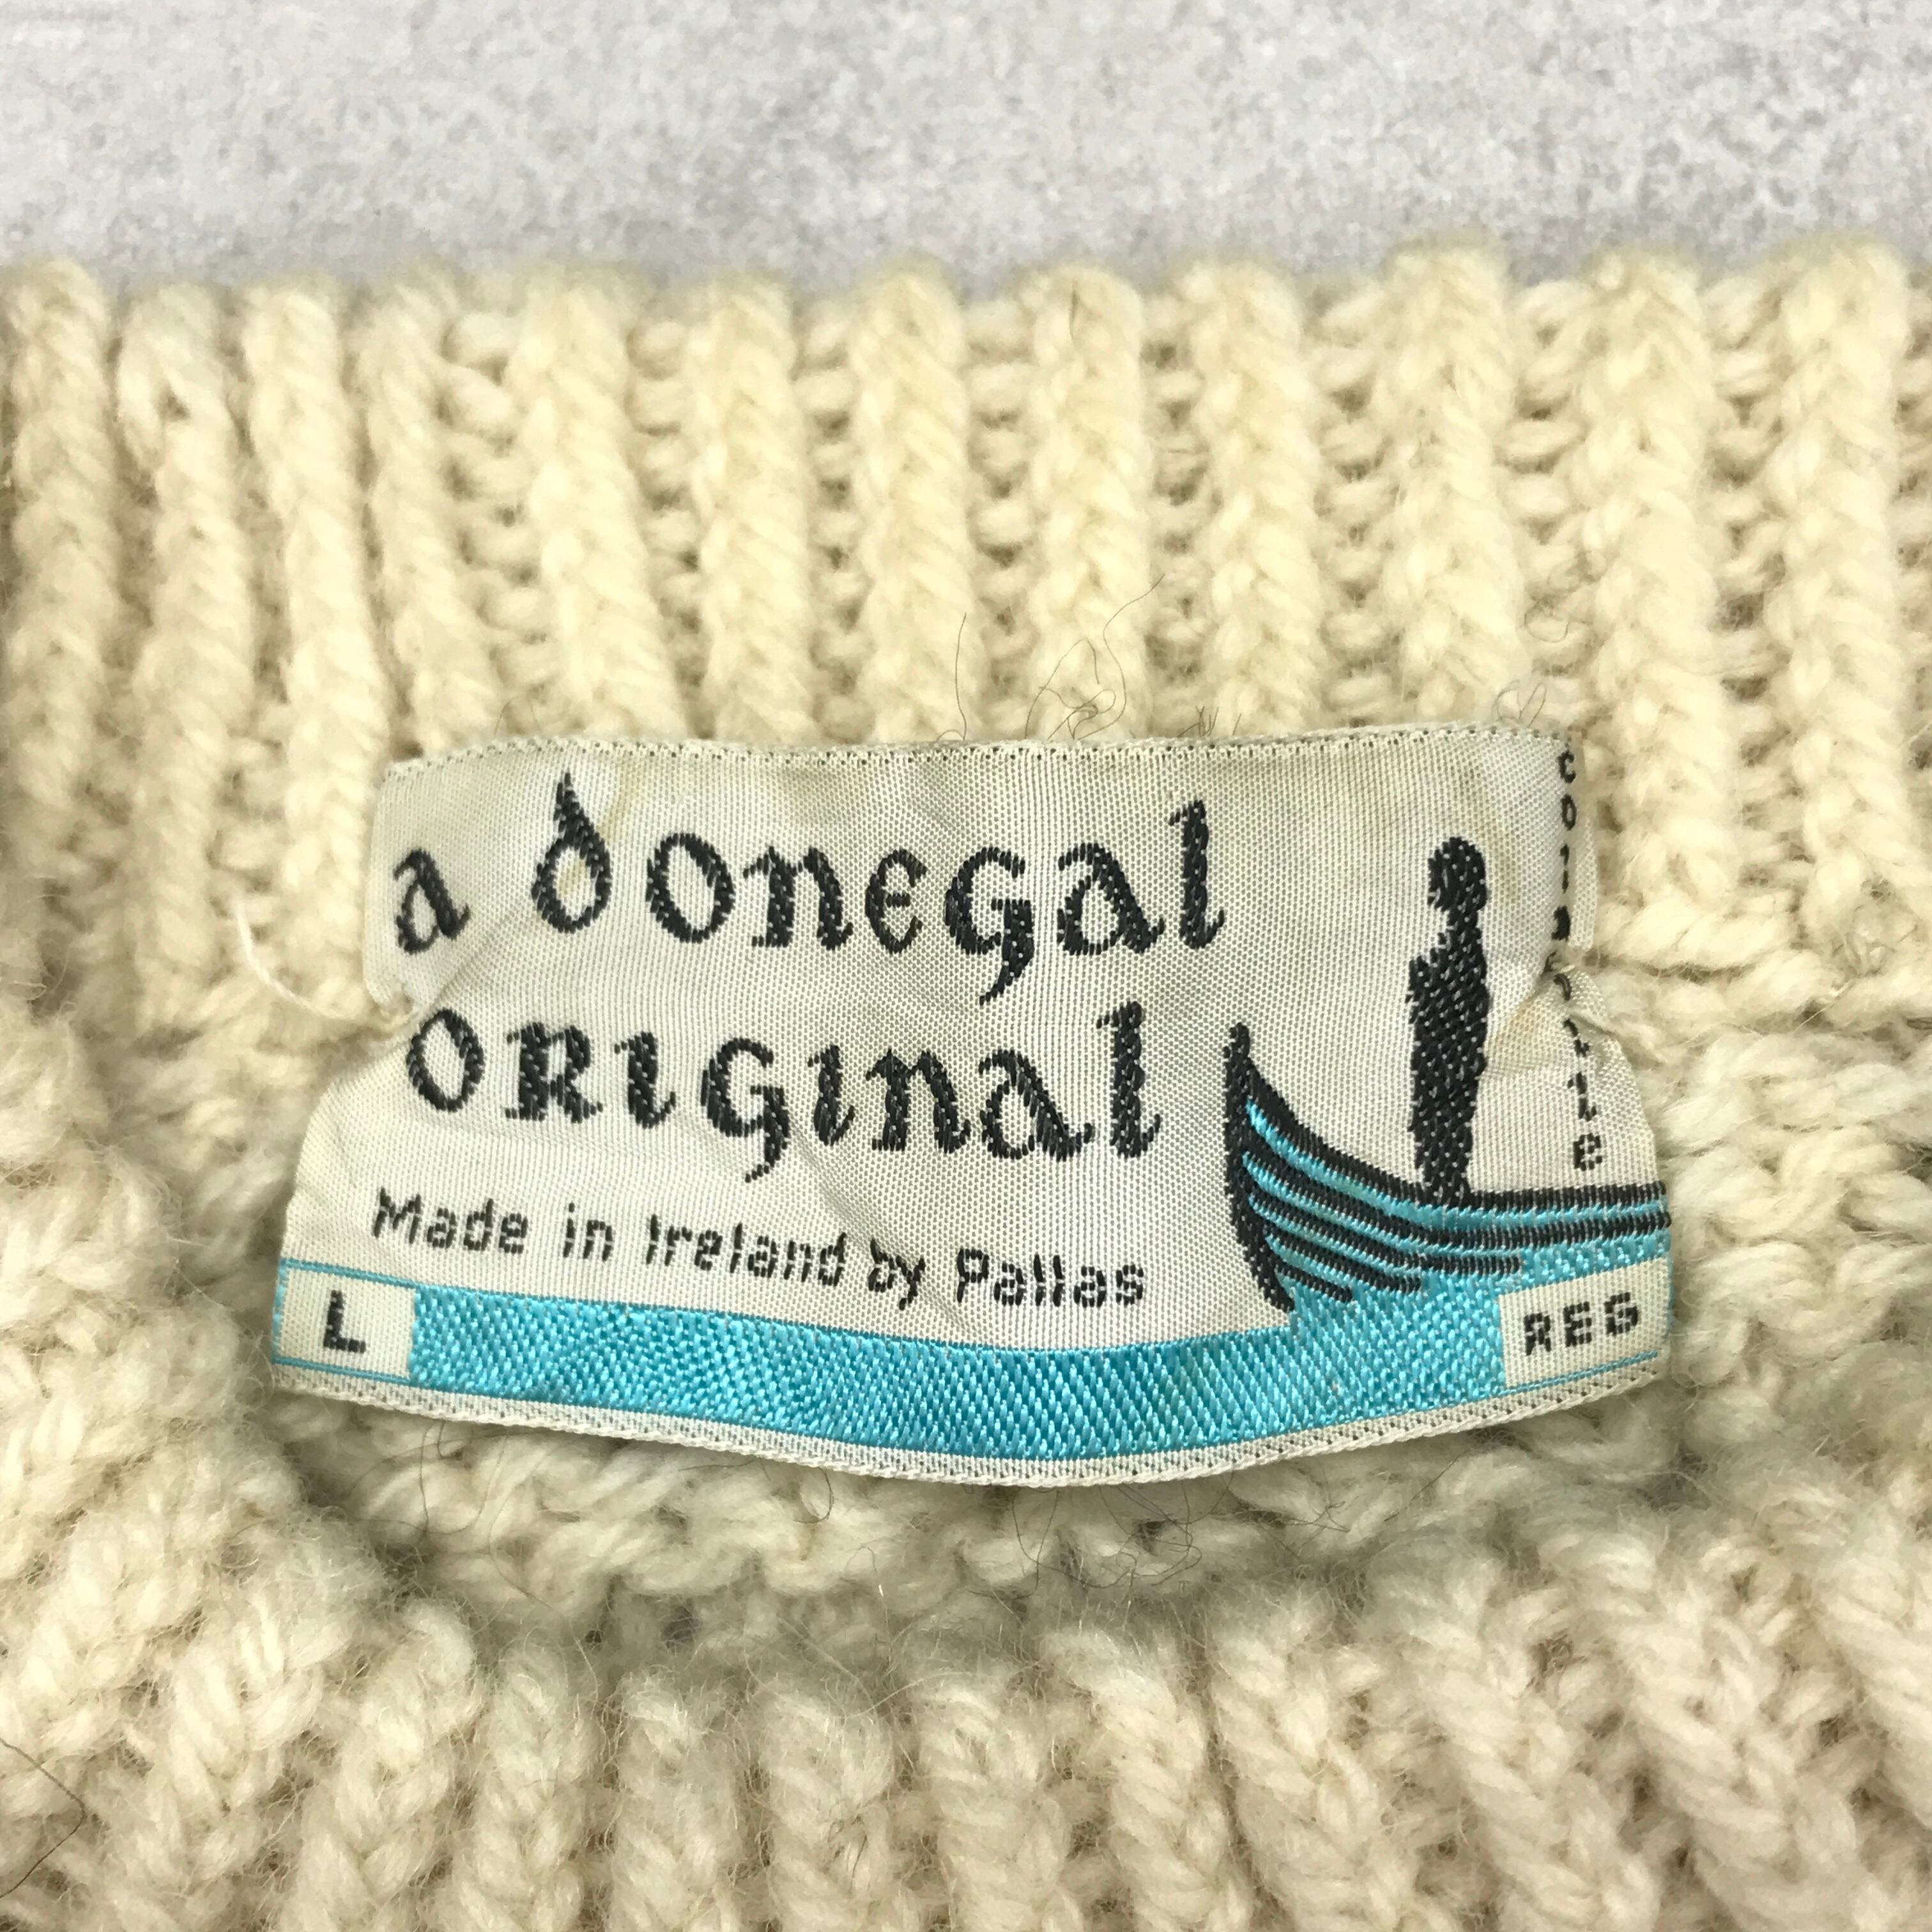 a donegal
original
Made in Ireland by Pallas
L
REG